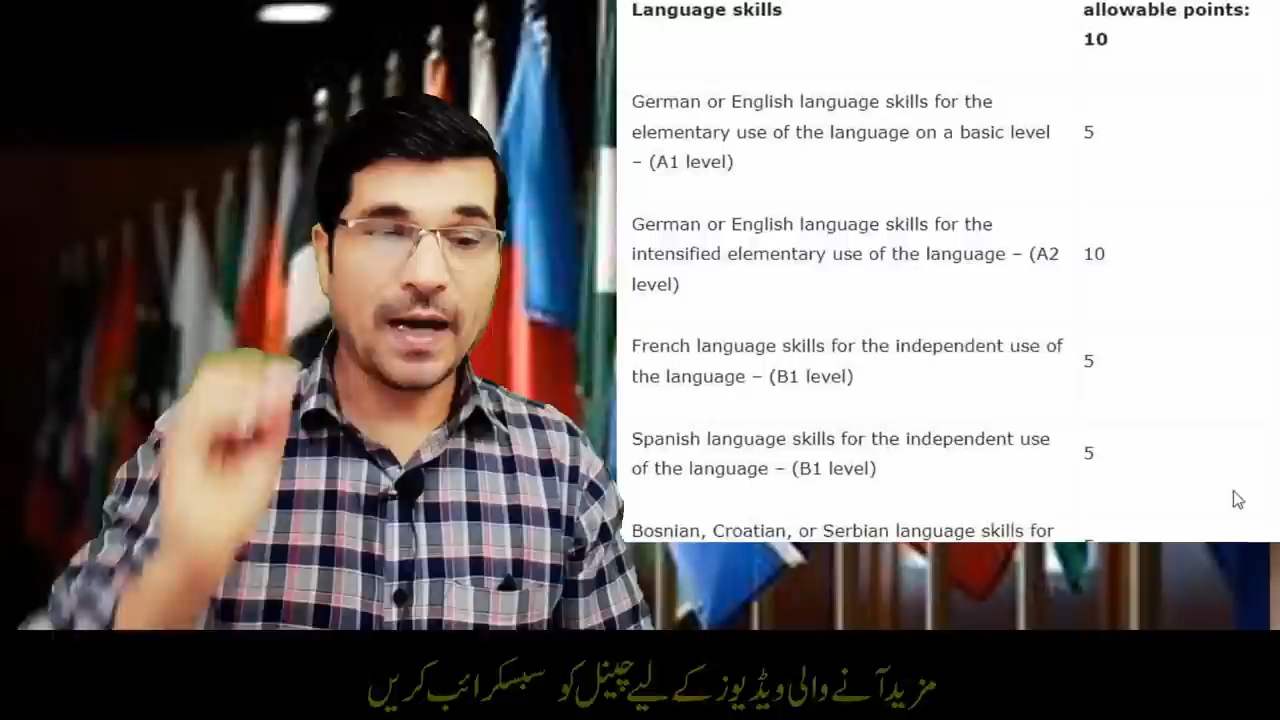 Language skills
allowable points:
10
German or English language skills for the
elementary use of the language on a basic level
– (A1 level)
5
German or English language skills for the
intensified elementary use of the language – (A2
level)
10
French language skills for the independent use of
the language – (B1 level)
5
Spanish language skills for the independent use
of the language – (B1 level)
5
Bosnian, Croatian, or Serbian language skills for
مزید آنے والی ویڈیوز کے لیے چینل کو سبسکرائب کریں